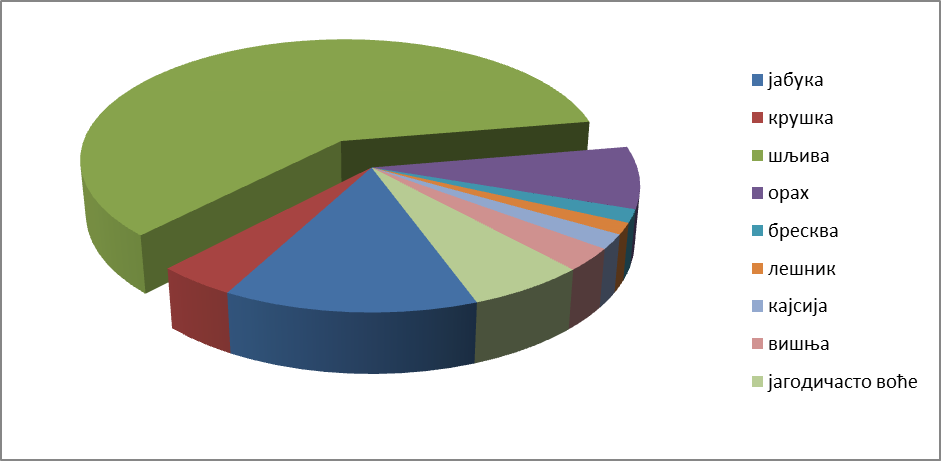 јабука
крушка
шљива
орах
бресква
лешник
кајсија
вишња
јагодичасто воће